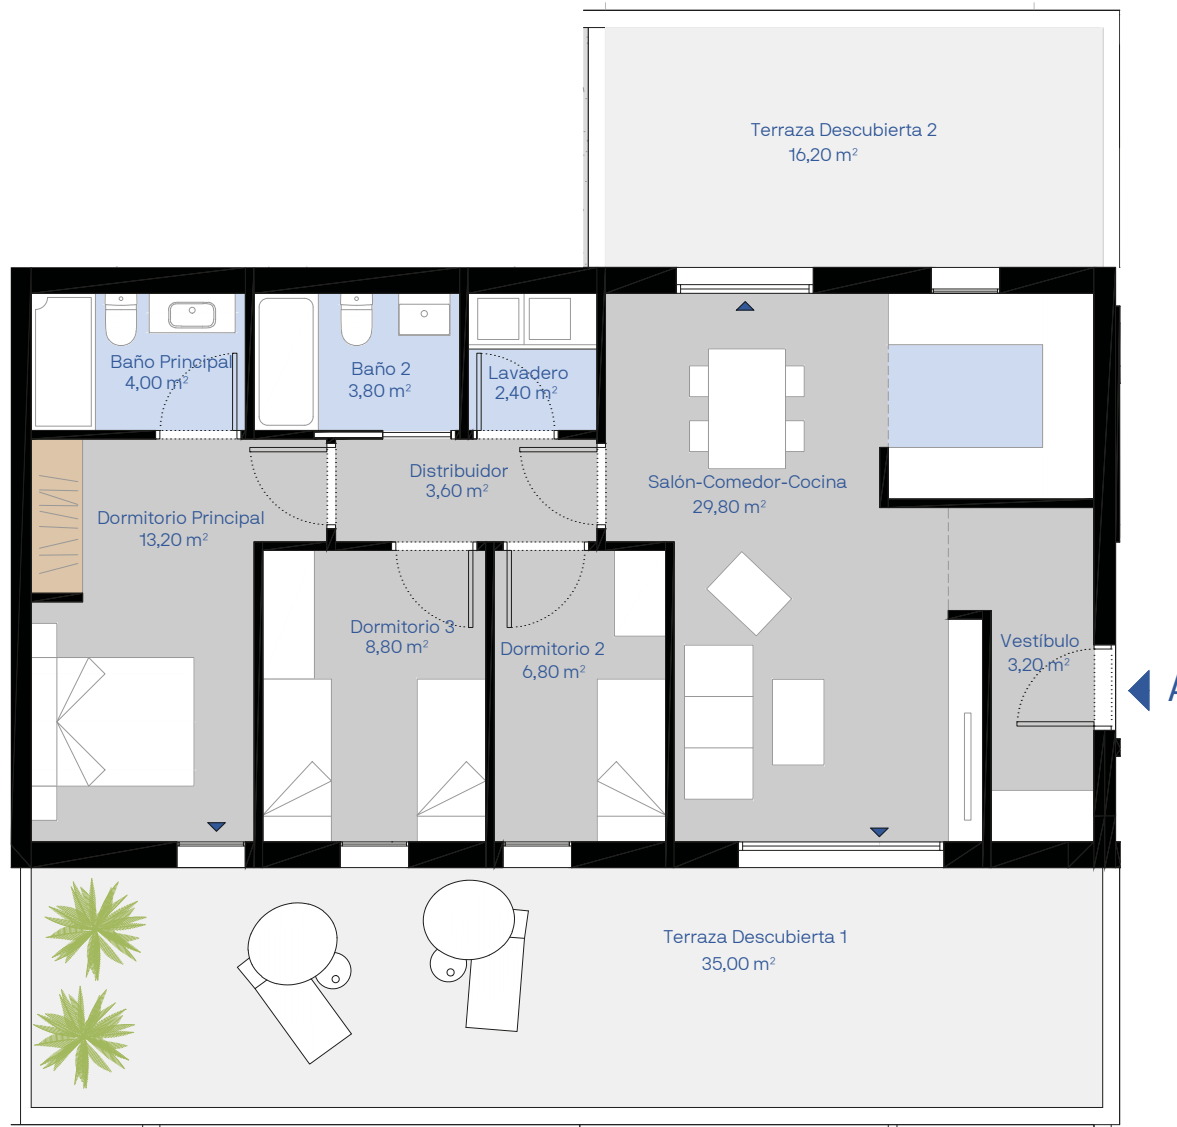 Terraza Descubierta 2
16,20 m²
Baño Principal
4,00 m²
Baño 2
3,80 m²
Lavadero
2,40 m²
Distribuidor
3,60 m²
Salón-Comedor-Cocina
29,80 m²
Dormitorio Principal
13,20 m²
Dormitorio 3
8,80 m²
Dormitorio 2
6,80 m²
Vestíbulo
3,20 m²
Terraza Descubierta 1
35,00 m²